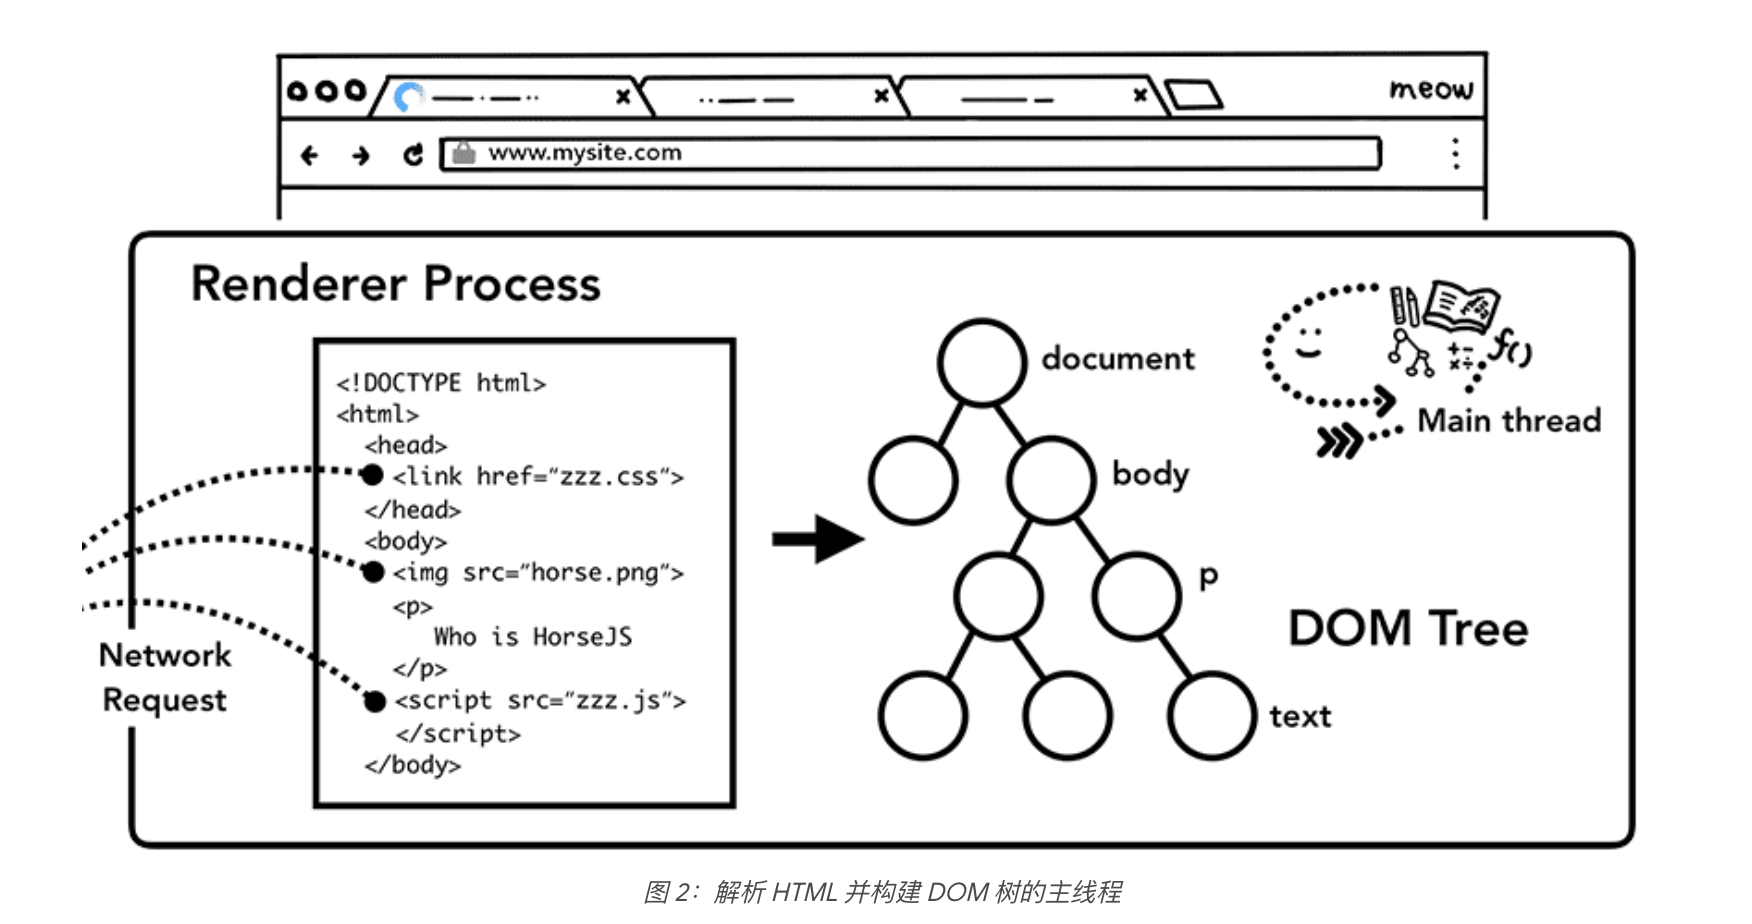 meow
www.mysite.com
Renderer Process
<!DOCTYPE html>
<html>
<head>
<link href="zzz.css">
</head>
<body>
<img src="horse.png">
<p>
Who is HorseJS
</p>
<script src="zzz.js">
</script>
</body>
Network
Request
document
body
p
text
DOM Tree
+-
×÷
f()
Main thread
图 2：解析 HTML 并构建 DOM 树的主线程